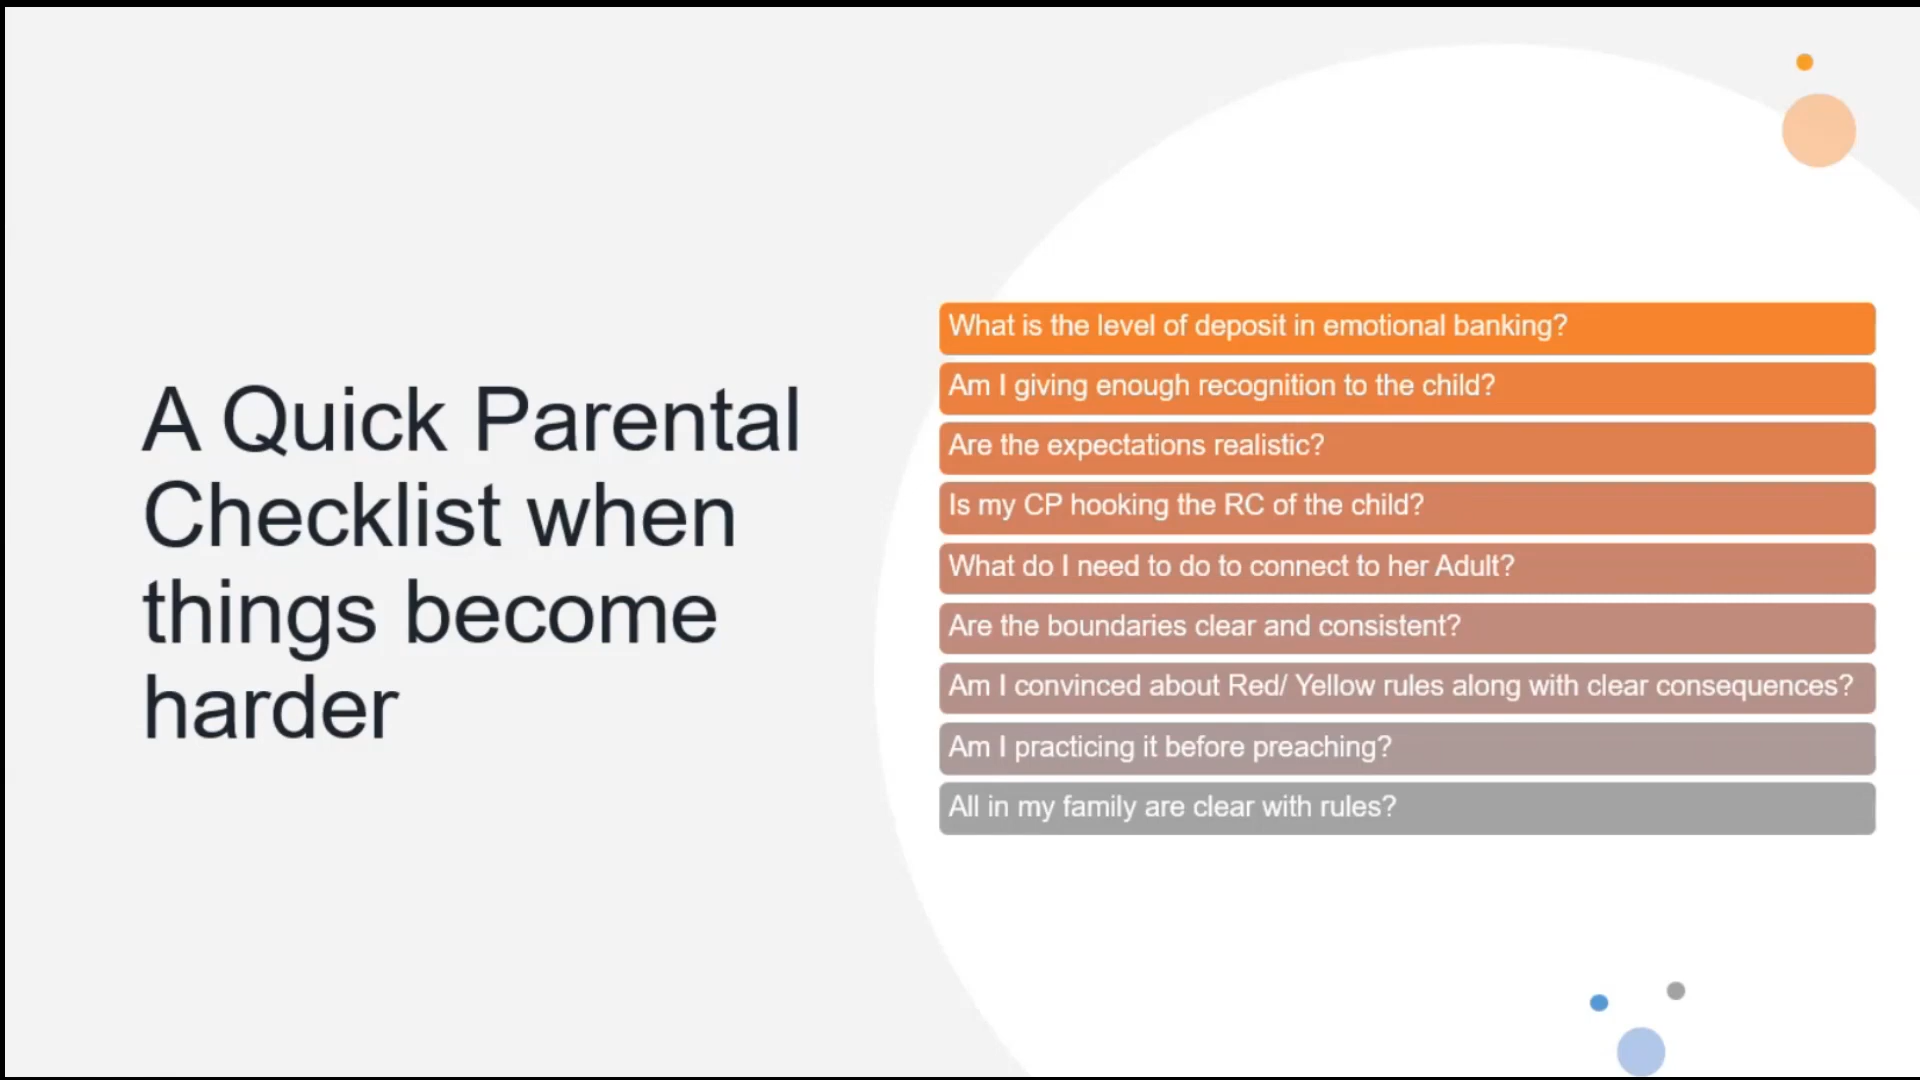 A Quick Parental
Checklist when
things become
harder
What is the level of deposit in emotional banking?
Am I giving enough recognition to the child?
Are the expectations realistic?
Is my CP hooking the RC of the child?
What do I need to do to connect to her Adult?
Are the boundaries clear and consistent?
Am I convinced about Red/ Yellow rules along with clear consequences?
Am I practicing it before preaching?
All in my family are clear with rules?